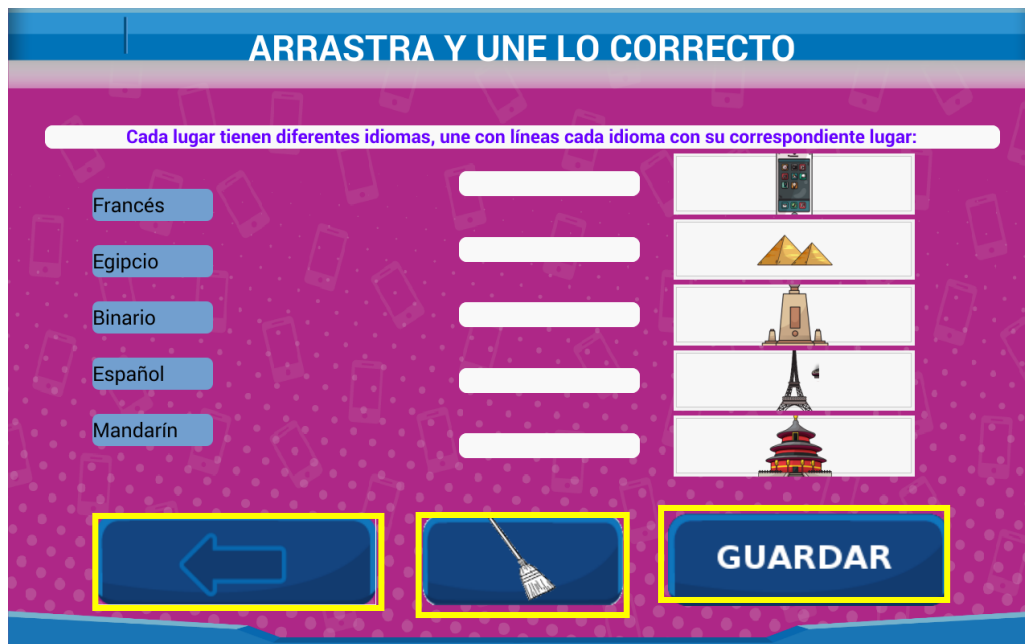 ARRASTRA Y UNE LO CORRECTO
Cada lugar tienen diferentes idiomas, une con líneas cada idioma con su correspondiente lugar:
Francés
Egipcio
Binario
Español
Mandarín
GUARDAR